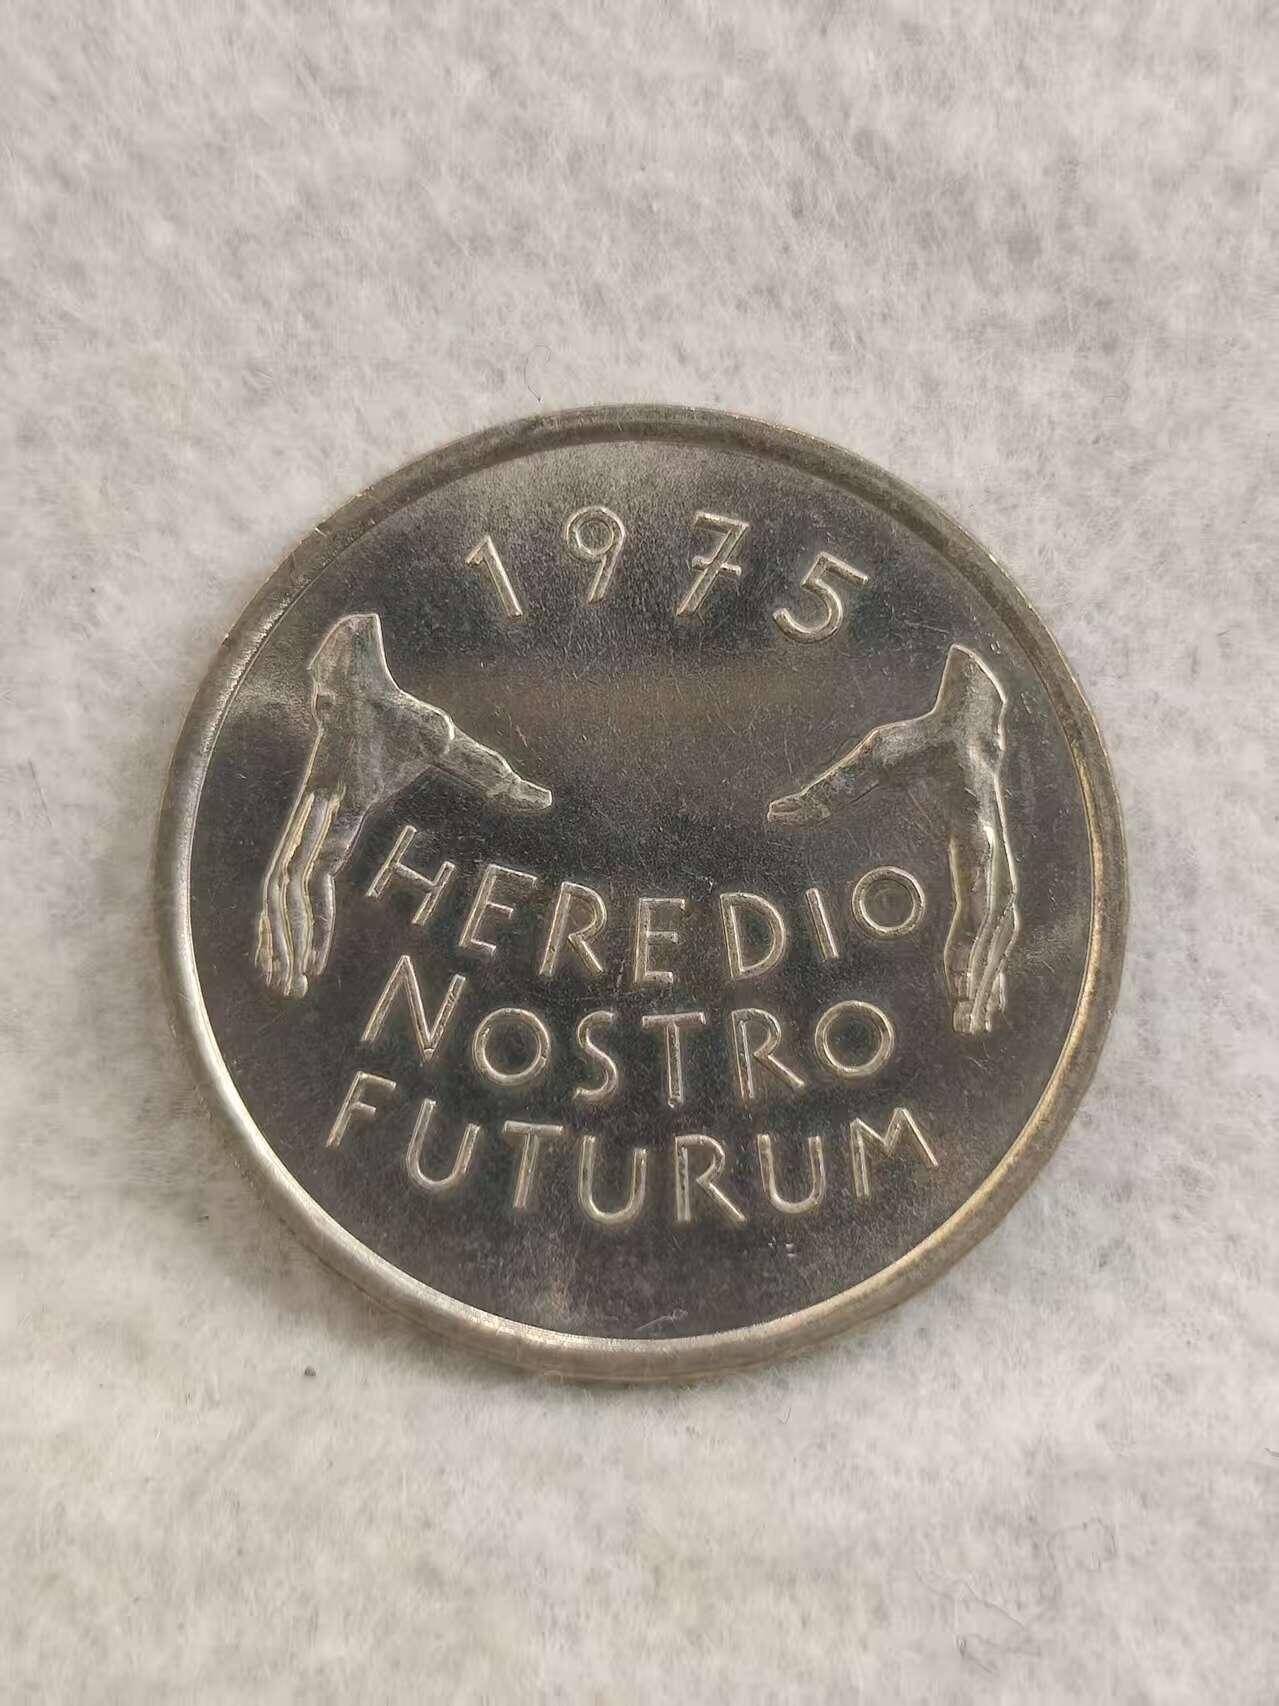 1975
HEREDIO
NOSTRO
FUTURUM